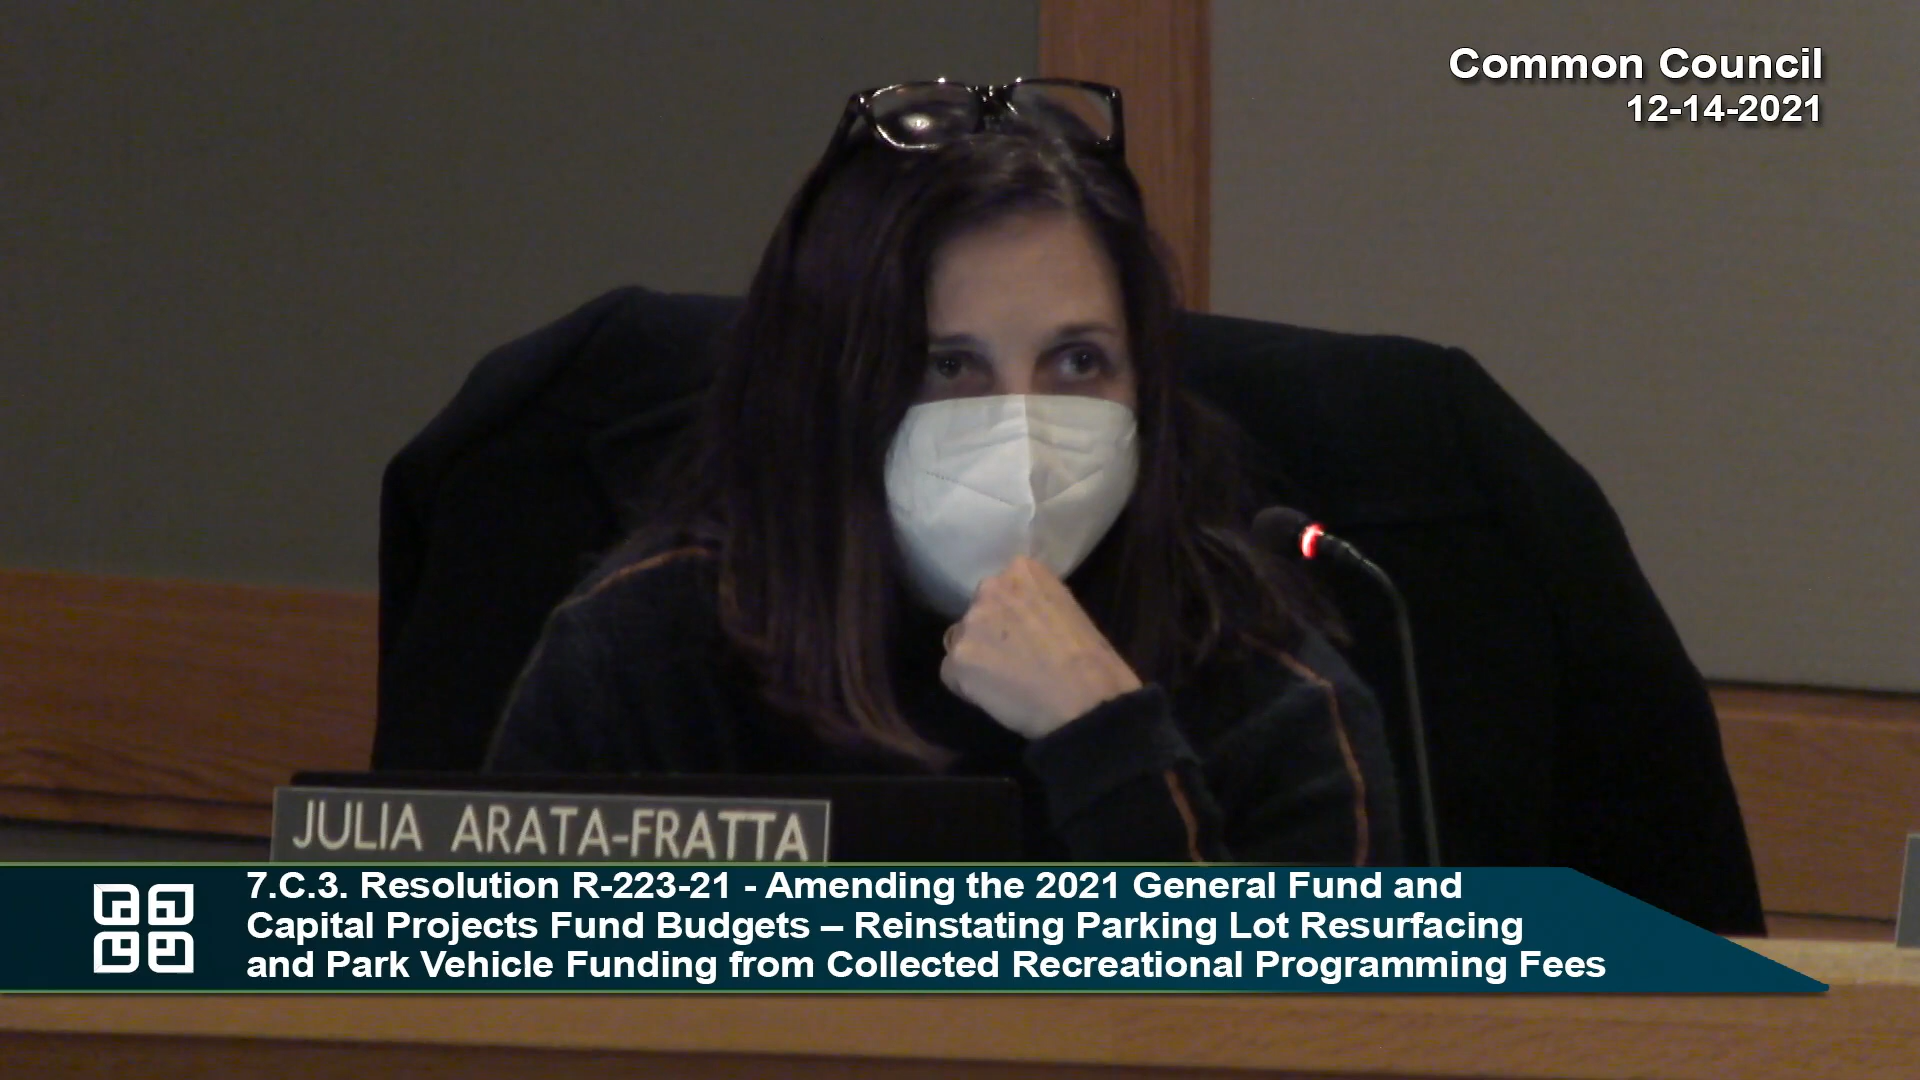 Common Council
12-14-2021
JULIA ARATA-FRATTA
7.C.3. Resolution R-223-21 - Amending the 2021 General Fund and
Capital Projects Fund Budgets – Reinstating Parking Lot Resurfacing
and Park Vehicle Funding from Collected Recreational Programming Fees